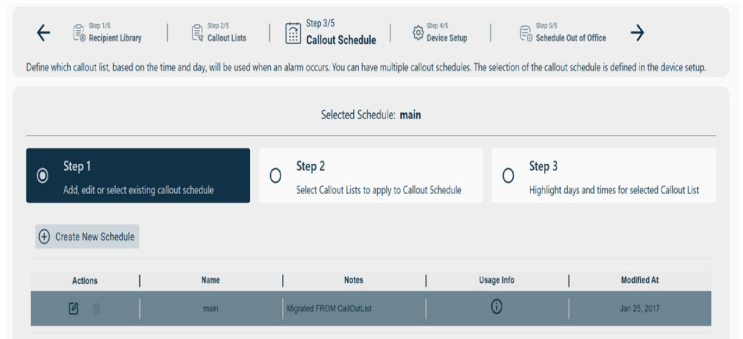 Step 1/5
Recipient Library
Step 2/5
Callout Lists
Step 3/5
Callout Schedule
Step 4/5
Device Setup
Step 5/5
Schedule Out of Office
Define which callout list, based on the time and day, will be used when an alarm occurs. You can have multiple callout schedules. The selection of the callout schedule is defined in the device setup.
Selected Schedule: main
Step 1
Add, edit or select existing callout schedule
Step 2
Select Callout Lists to apply to Callout Schedule
Step 3
Highlight days and times for selected Callout List
Create New Schedule
Actions Name Notes Usage Info Modified At
main Migrated FROM CallOutList Jan 25, 2017